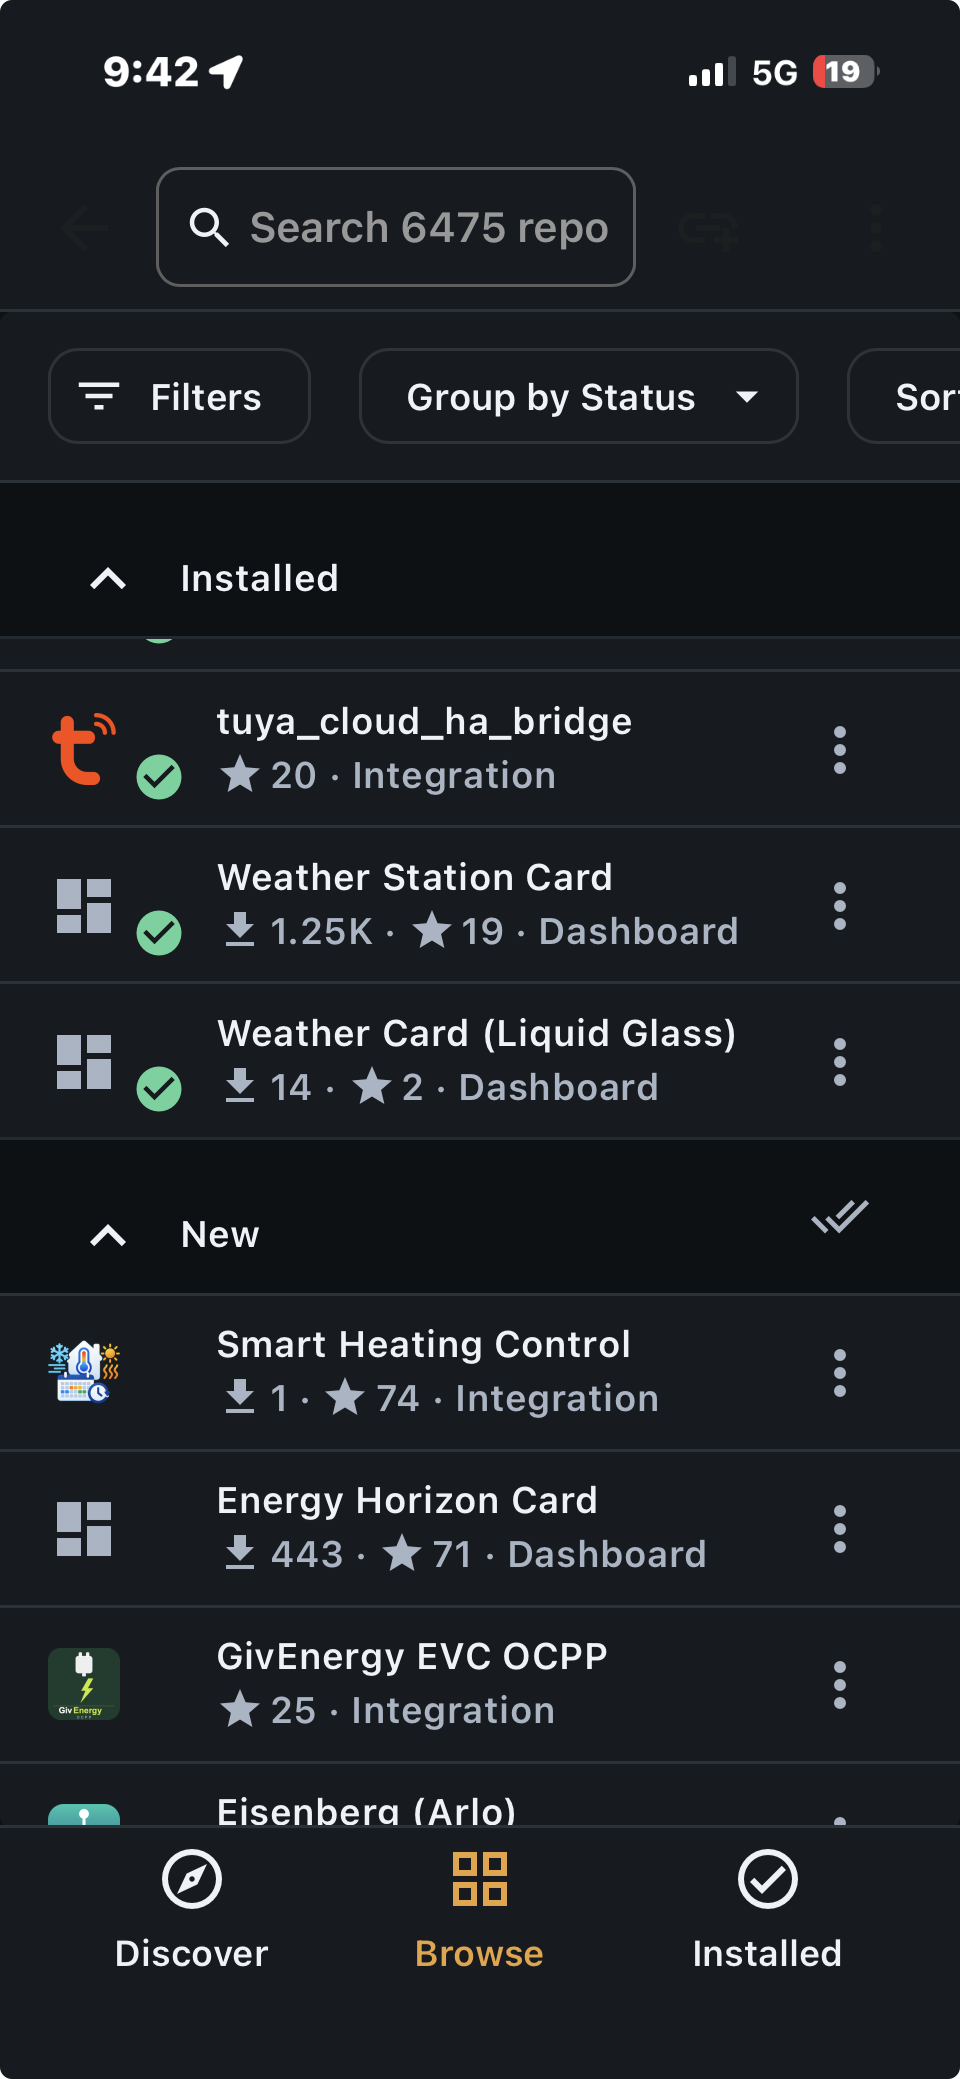 9:42
5G
19
Search 6475 repo
Filters
Group by Status
Sor
Installed
tuya_cloud_ha_bridge
20 · Integration
Weather Station Card
1.25K · 19 · Dashboard
Weather Card (Liquid Glass)
14 · 2 · Dashboard
New
Smart Heating Control
1 · 74 · Integration
Energy Horizon Card
443 · 71 · Dashboard
GivEnergy EVC OCPP
25 · Integration
GivEnergy
Eisenberg (Arlo)
Discover
Browse
Installed